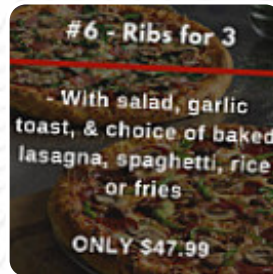 #6 - Ribs for 3
- With salad, garlic
toast, & choice of baked
lasagna, spaghetti, rice
or fries
ONLY $47.99